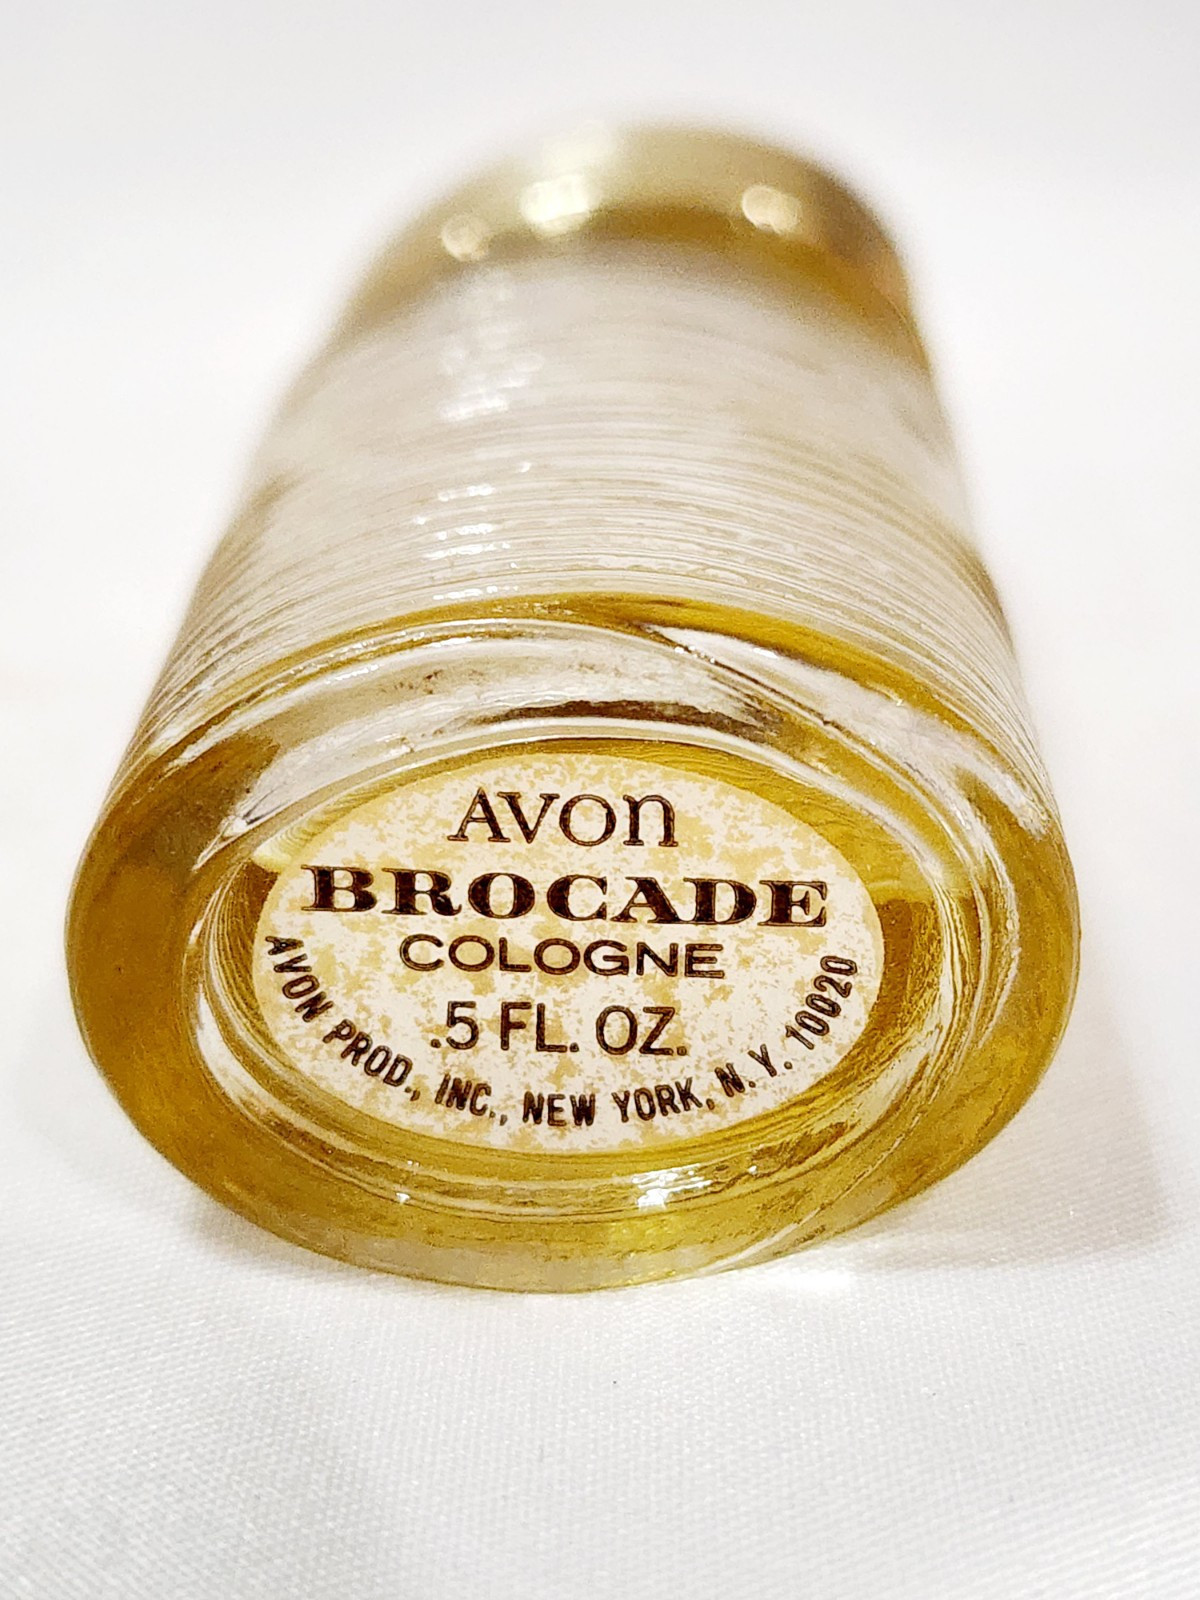 AVON
BROCADE
COLOGNE
.5 FL. OZ.
AVON PROD., INC., NEW YORK, N.Y. 10020